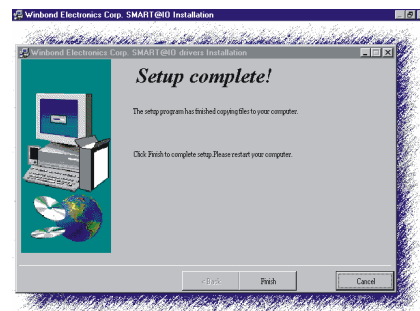 Winbond Electronics Corp. SMART@IO Installation
Winbond Electronics Corp. SMART@IO drivers Installation
Setup complete!
The setup program has finished copying files to your computer.
Click Finish to complete setup.Please restart your computer.
< Back
Finish
Cancel